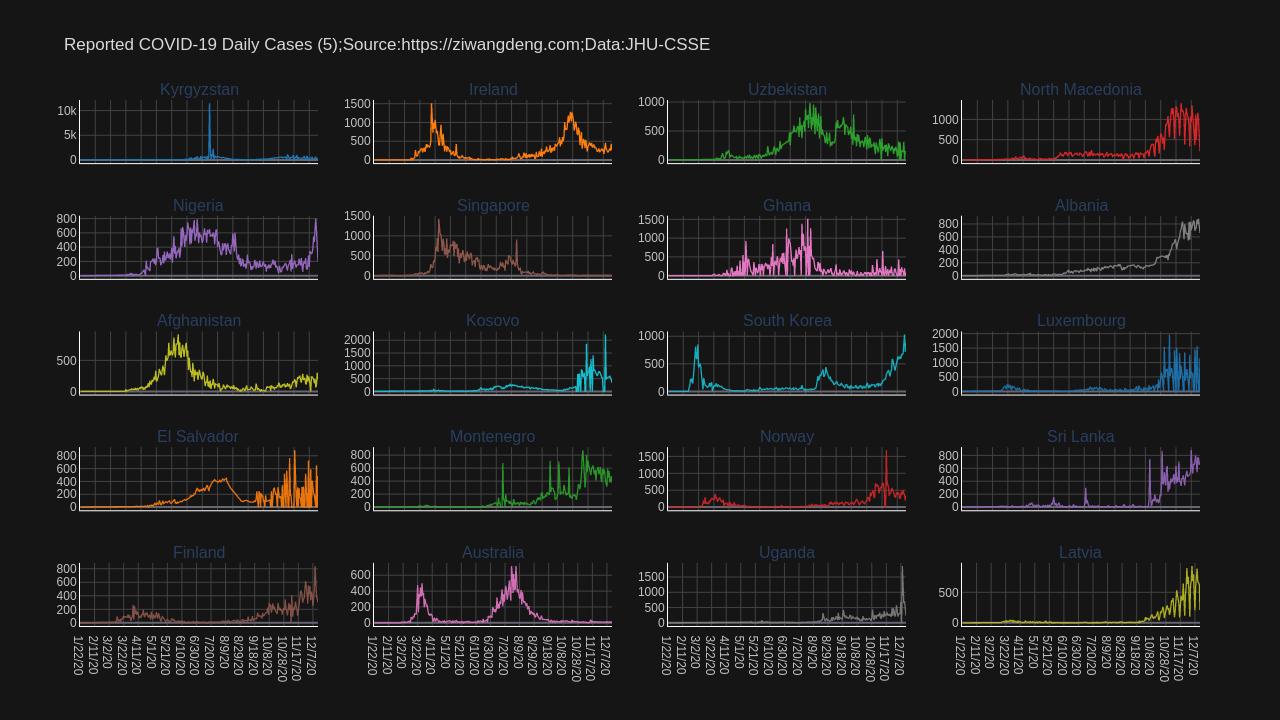 Reported COVID-19 Daily Cases (5);Source:https://ziwangdeng.com;Data:JHU-CSSE
Kyrgyzstan Ireland Uzbekistan North Macedonia
10k 5k 0
1500 1000 500 0
1000 500 0
1000 500 0
Nigeria Singapore Ghana Albania
800 600 400 200 0
1500 1000 500 0
1500 1000 500 0
800 600 400 200 0
Afghanistan Kosovo South Korea Luxembourg
500 0
2000 1500 1000 500 0
1000 500 0
2000 1500 1000 500 0
El Salvador Montenegro Norway Sri Lanka
800 600 400 200 0
800 600 400 200 0
1500 1000 500 0
800 600 400 200 0
Finland Australia Uganda Latvia
800 600 400 200 0
600 400 200 0
1500 1000 500 0
500 0
1/22/20 2/11/20 3/2/20 3/22/20 4/11/20 5/1/20 5/21/20 6/10/20 6/30/20 7/20/20 8/9/20 8/29/20 9/18/20 10/8/20 10/28/20 11/17/20 12/7/20
1/22/20 2/11/20 3/2/20 3/22/20 4/11/20 5/1/20 5/21/20 6/10/20 6/30/20 7/20/20 8/9/20 8/29/20 9/18/20 10/8/20 10/28/20 11/17/20 12/7/20
1/22/20 2/11/20 3/2/20 3/22/20 4/11/20 5/1/20 5/21/20 6/10/20 6/30/20 7/20/20 8/9/20 8/29/20 9/18/20 10/8/20 10/28/20 11/17/20 12/7/20
1/22/20 2/11/20 3/2/20 3/22/20 4/11/20 5/1/20 5/21/20 6/10/20 6/30/20 7/20/20 8/9/20 8/29/20 9/18/20 10/8/20 10/28/20 11/17/20 12/7/20